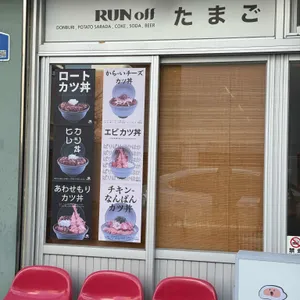 RUN off たまご
DONBURI, POTATO SARADA, COKE, SODA, BEER
ロート
カツ丼
からいチーズ
カツ丼
ヒカ
レツ
丼
エビカツ丼
あわせもり
カツ丼
チキン
なんばん
カツ丼